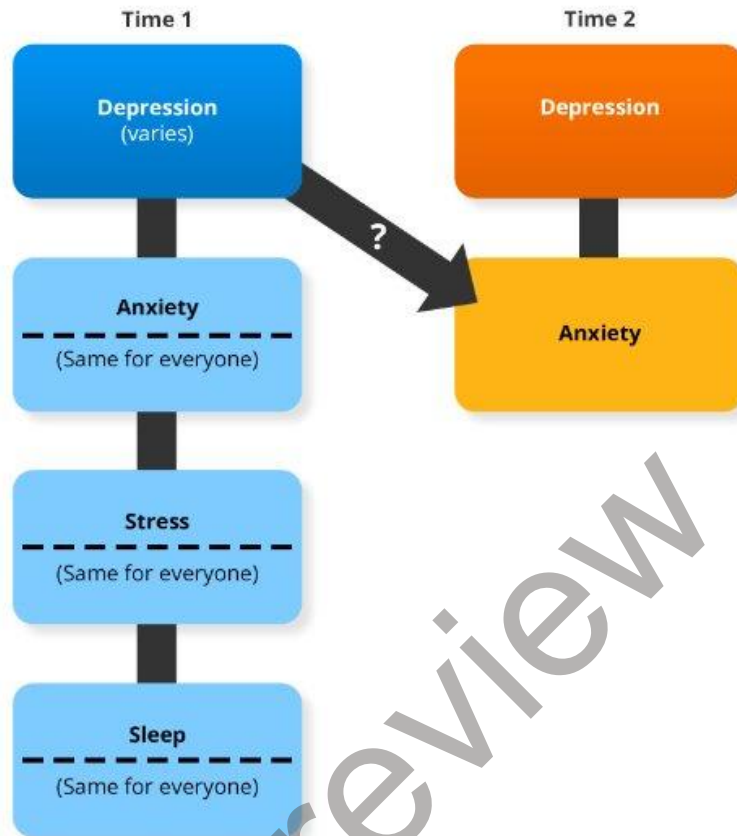 Time 1
Time 2
Depression
(varies)
Depression
?
Anxiety
(Same for everyone)
Anxiety
Stress
(Same for everyone)
Sleep
(Same for everyone)
review